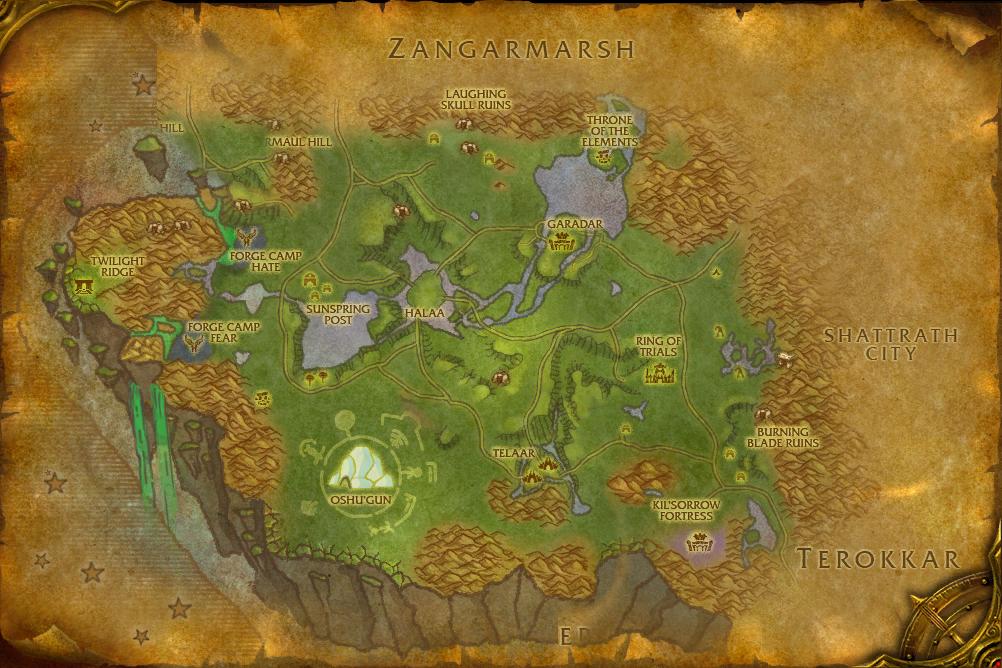 ZANGARMARSH
LAUGHING
SKULL RUINS
THRONE
OF THE
ELEMENTS
HILL
RMAUL HILL
GARADAR
TWILIGHT
RIDGE
FORGE CAMP
HATE
SUNSPRING
POST
HALAA
FORGE CAMP
FEAR
RING OF
TRIALS
SHATTRATH
CITY
BURNING
BLADE RUINS
TELAAR
OSHU'GUN
KIL'SORROW
FORTRESS
TEROKKAR